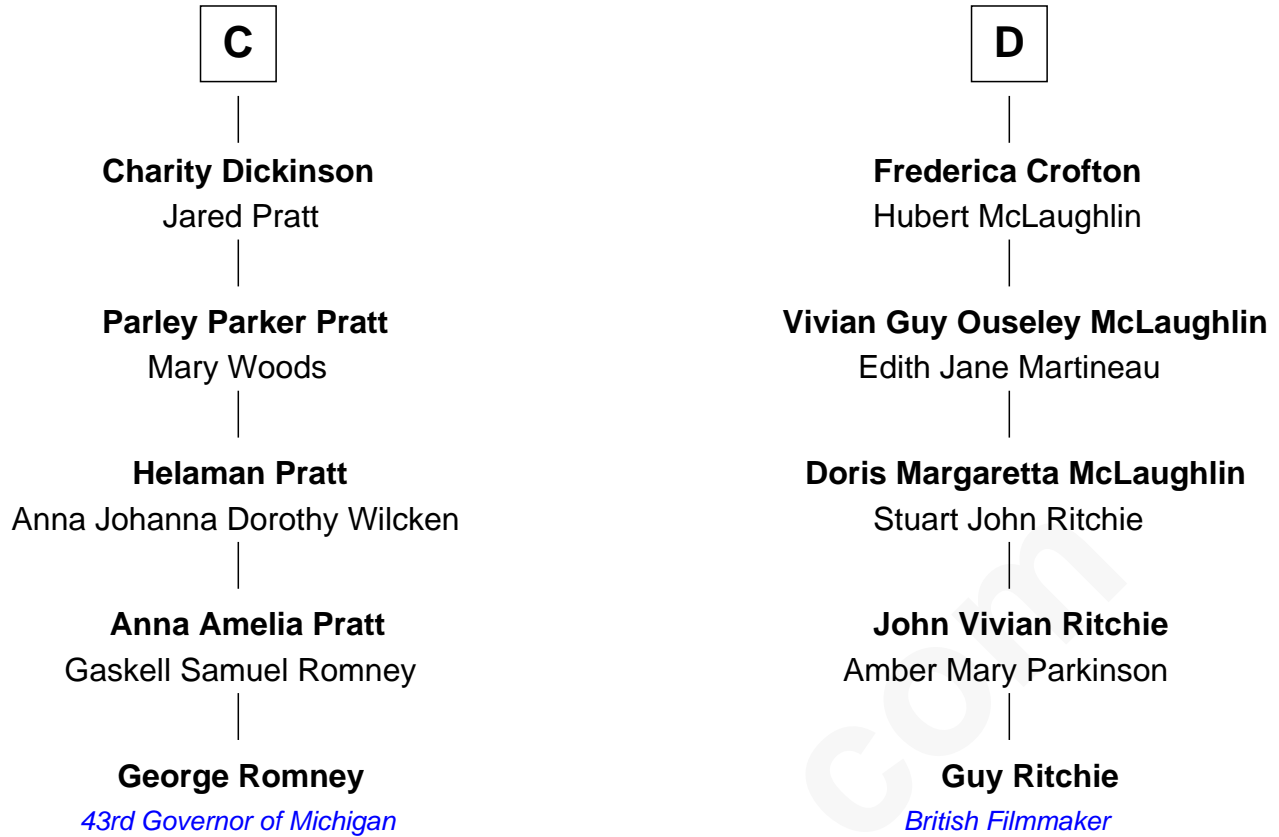 C
Charity Dickinson
Jared Pratt
Parley Parker Pratt
Mary Woods
Helaman Pratt
Anna Johanna Dorothy Wilcken
Anna Amelia Pratt
Gaskell Samuel Romney
George Romney
43rd Governor of Michigan
D
Frederica Crofton
Hubert McLaughlin
Vivian Guy Ouseley McLaughlin
Edith Jane Martineau
Doris Margaretta McLaughlin
Stuart John Ritchie
John Vivian Ritchie
Amber Mary Parkinson
Guy Ritchie
British Filmmaker
com